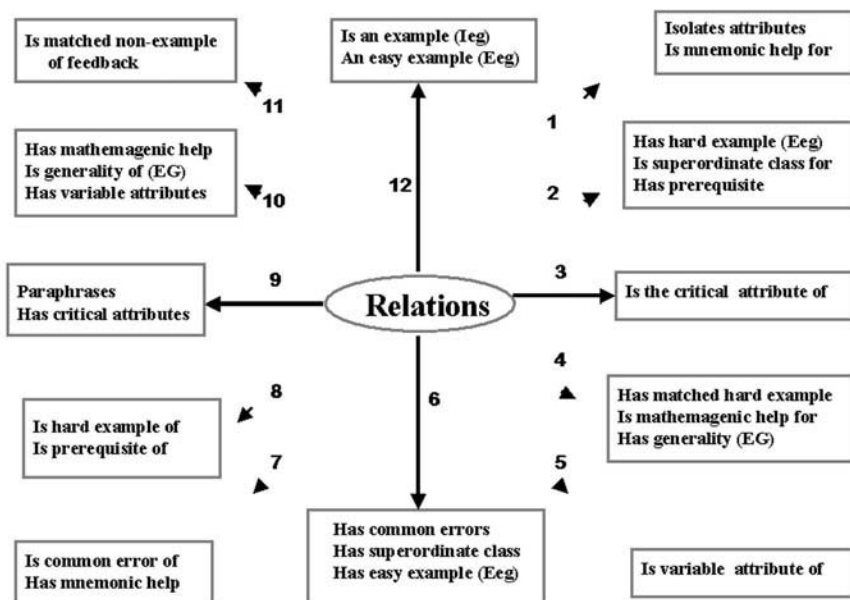 Is matched non-example
of feedback
Is an example (Ieg)
An easy example (Eeg)
Isolates attributes
Is mnemonic help for
11
1
Has mathemagenic help
Is generality of (EG)
Has variable attributes
Has hard example (Eeg)
Is superordinate class for
Has prerequisite
10
12
2
9
3
Paraphrases
Has critical attributes
Relations
Is the critical attribute of
8
6
4
Is hard example of
Is prerequisite of
Has matched hard example
Is mathemagenic help for
Has generality (EG)
7
5
Is common error of
Has mnemonic help
Has common errors
Has superordinate class
Has easy example (Eeg)
Is variable attribute of